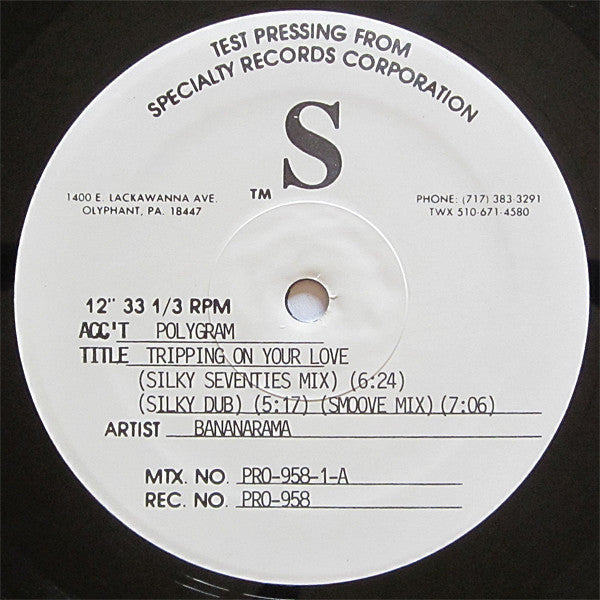 TEST PRESSING FROM
SPECIALTY RECORDS CORPORATION
S
TM
1400 E. LACKAWANNA AVE.
OLYPHANT, PA. 18447
PHONE: (717) 383-3291
TWX 510-671-4580
12" 33 1/3 RPM
ACC'T POLYGRAM
TITLE TRIPPING ON YOUR LOVE
(SILKY SEVENTIES MIX) (6:24)
(SILKY DUB) (5:17) (SMOOVE MIX) (7:06)
ARTIST BANANARAMA
MTX. NO. PRO-958-1-A
REC. NO. PRO-958